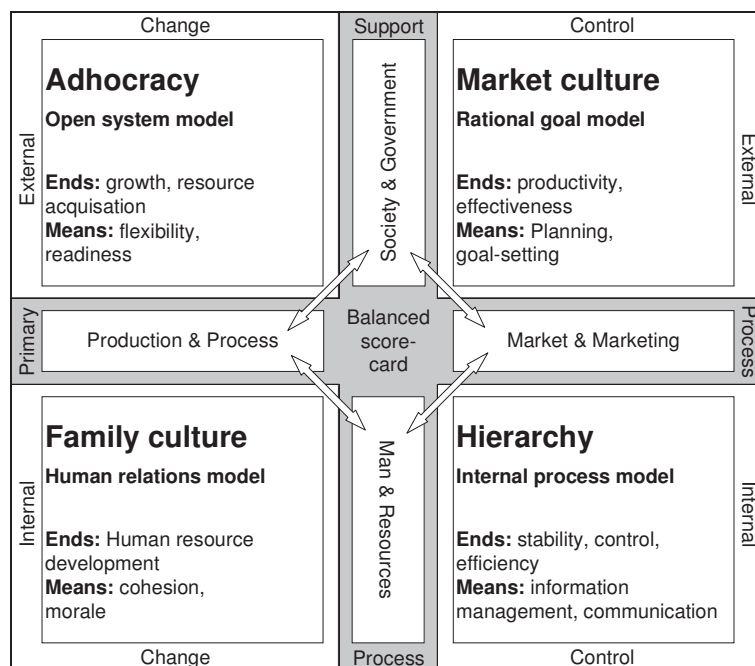 Change
Support
Control
External
Adhocracy
Open system model
Ends: growth, resource
acquisation
Means: flexibility,
readiness
Society & Government
Market culture
Rational goal model
Ends: productivity,
effectiveness
Means: Planning,
goal-setting
External
Primary
Production & Process
Balanced
score-
card
Market & Marketing
Process
Internal
Family culture
Human relations model
Ends: Human resource
development
Means: cohesion,
morale
Man & Resources
Hierarchy
Internal process model
Ends: stability, control,
efficiency
Means: information
management, communication
Internal
Change
Process
Control